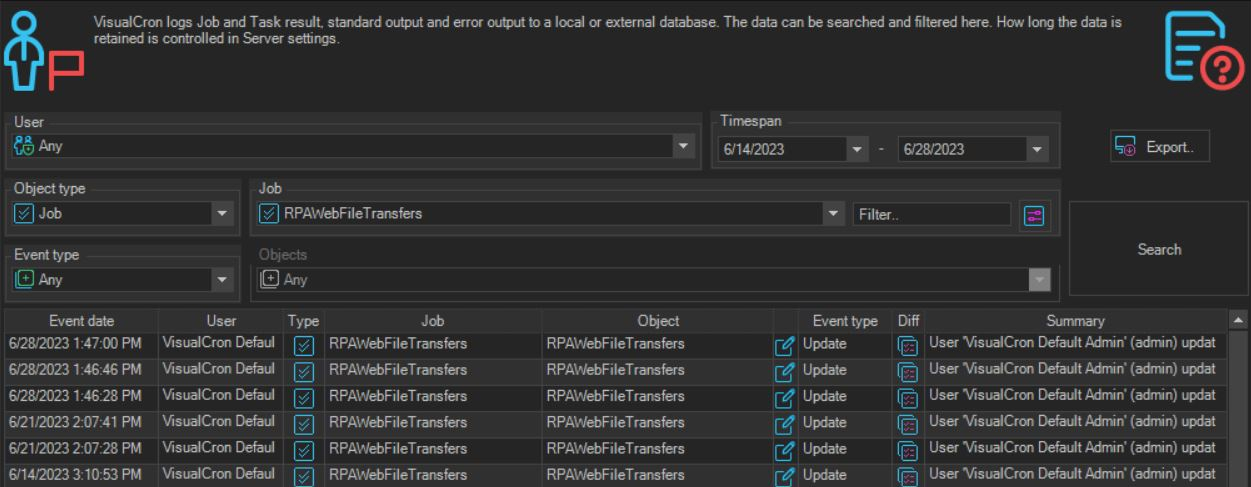 VisualCron logs Job and Task result, standard output and error output to a local or external database. The data can be searched and filtered here. How long the data is
retained is controlled in Server settings.
User
Any
Timespan
6/14/2023 - 6/28/2023
Export..
Object type
Job
Job
RPAWebFileTransfers
Filter..
Event type
Any
Objects
Any
Search
Event date User Type Job Object Event type Diff Summary
6/28/2023 1:47:00 PM VisualCron Defaul RPAWebFileTransfers RPAWebFileTransfers Update User 'VisualCron Default Admin' (admin) updat
6/28/2023 1:46:46 PM VisualCron Defaul RPAWebFileTransfers RPAWebFileTransfers Update User 'VisualCron Default Admin' (admin) updat
6/28/2023 1:46:28 PM VisualCron Defaul RPAWebFileTransfers RPAWebFileTransfers Update User 'VisualCron Default Admin' (admin) updat
6/21/2023 2:07:41 PM VisualCron Defaul RPAWebFileTransfers RPAWebFileTransfers Update User 'VisualCron Default Admin' (admin) updat
6/21/2023 2:07:28 PM VisualCron Defaul RPAWebFileTransfers RPAWebFileTransfers Update User 'VisualCron Default Admin' (admin) updat
6/14/2023 3:10:53 PM VisualCron Defaul RPAWebFileTransfers RPAWebFileTransfers Update User 'VisualCron Default Admin' (admin) updat